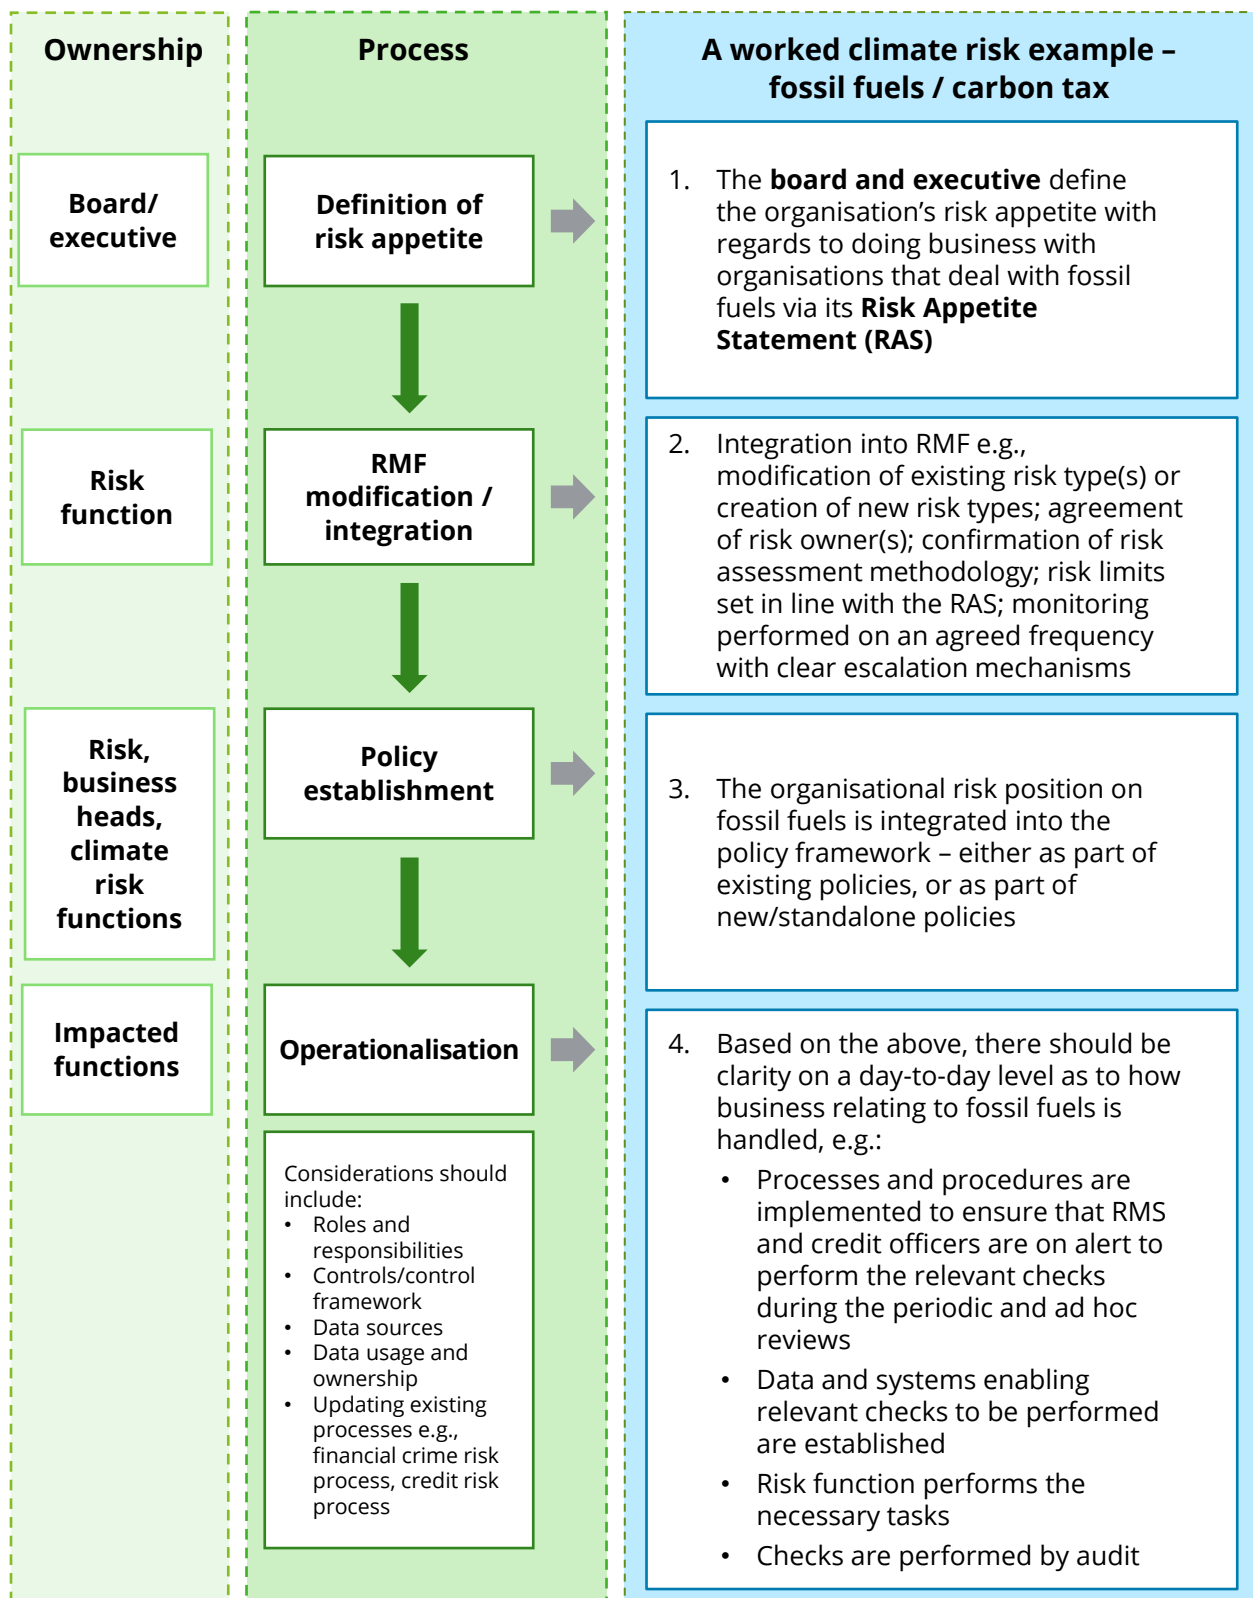 Ownership
Process
A worked climate risk example –
fossil fuels / carbon tax
Board/
executive
Definition of
risk appetite
1. The board and executive define
the organisation’s risk appetite with
regards to doing business with
organisations that deal with fossil
fuels via its Risk Appetite
Statement (RAS)
Risk
function
RMF
modification /
integration
2. Integration into RMF e.g.,
modification of existing risk type(s) or
creation of new risk types; agreement
of risk owner(s); confirmation of risk
assessment methodology; risk limits
set in line with the RAS; monitoring
performed on an agreed frequency
with clear escalation mechanisms
Risk,
business
heads,
climate
risk
functions
Policy
establishment
3. The organisational risk position on
fossil fuels is integrated into the
policy framework – either as part of
existing policies, or as part of
new/standalone policies
Impacted
functions
Operationalisation
Considerations should
include:
• Roles and
responsibilities
• Controls/control
framework
• Data sources
• Data usage and
ownership
• Updating existing
processes e.g.,
financial crime risk
process, credit risk
process
4. Based on the above, there should be
clarity on a day-to-day level as to how
business relating to fossil fuels is
handled, e.g.:
• Processes and procedures are
implemented to ensure that RMS
and credit officers are on alert to
perform the relevant checks
during the periodic and ad hoc
reviews
• Data and systems enabling
relevant checks to be performed
are established
• Risk function performs the
necessary tasks
• Checks are performed by audit